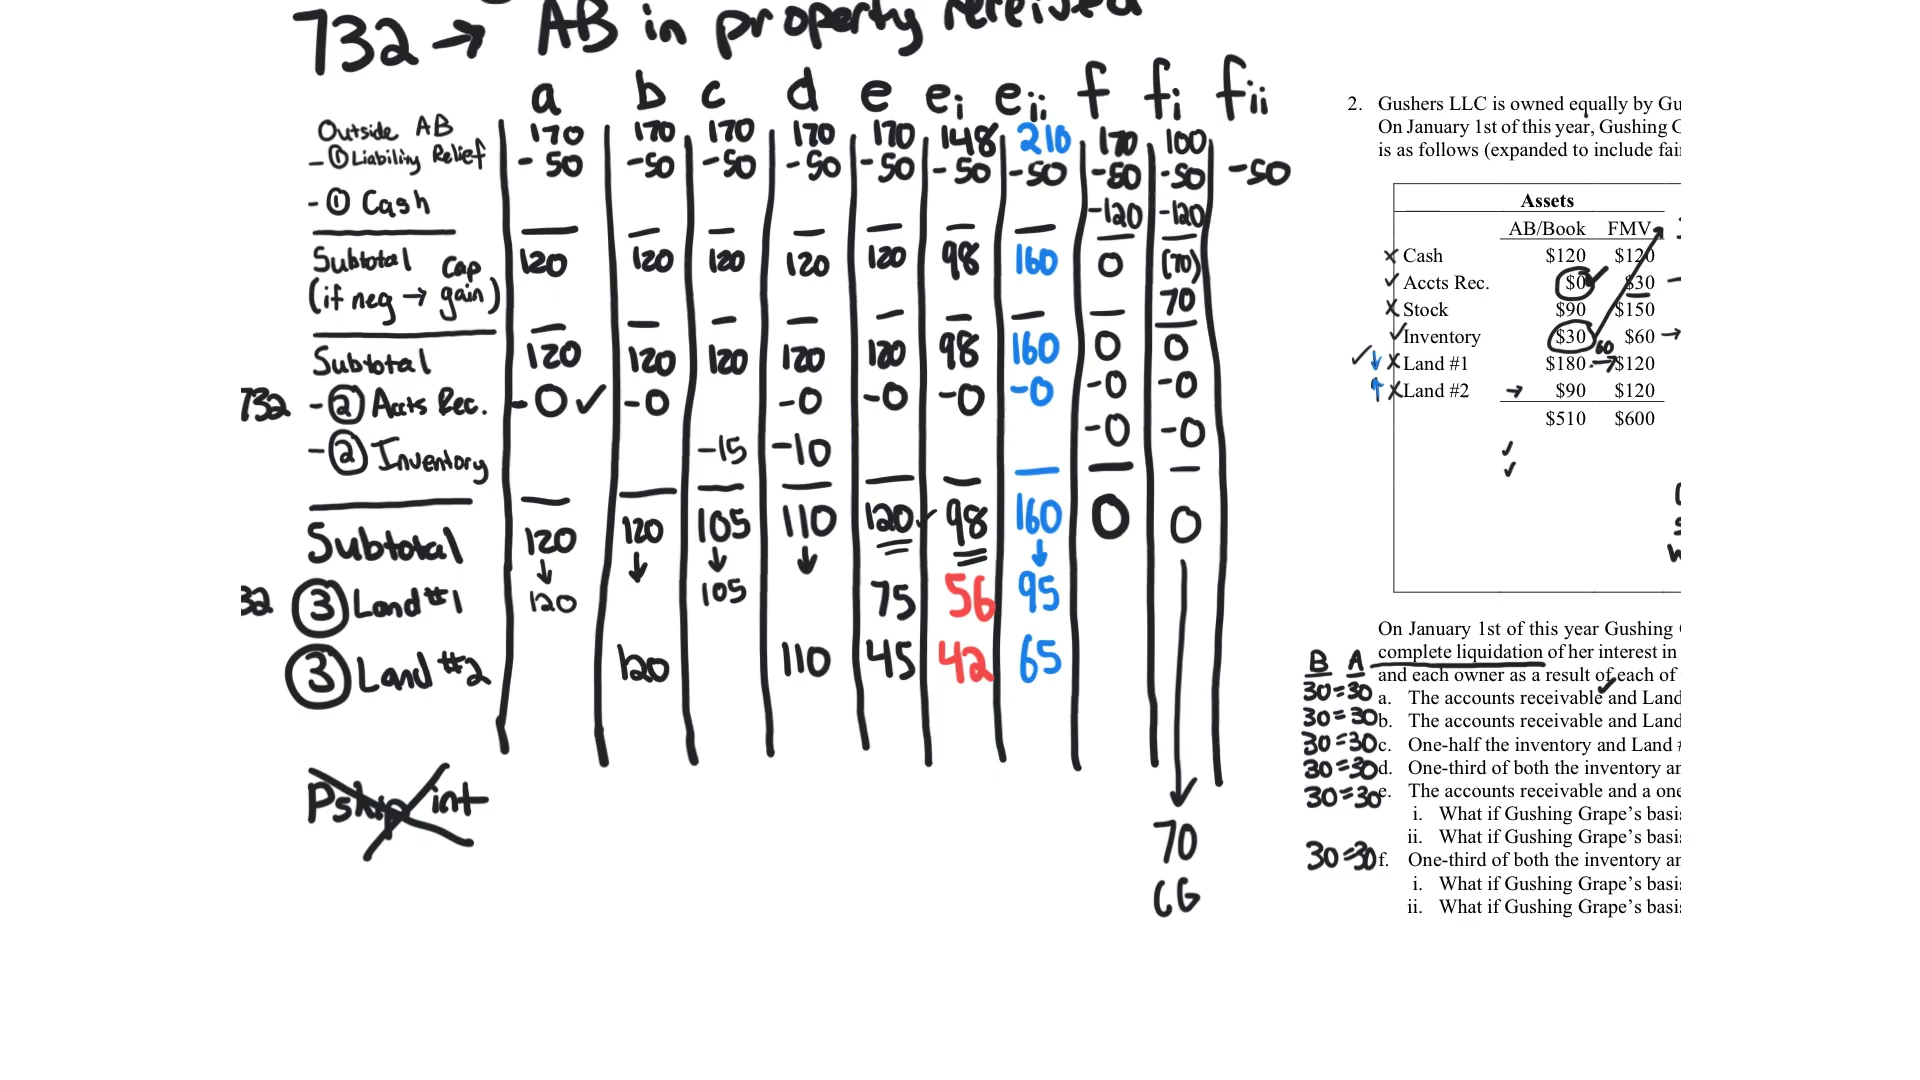 732 → AB in property received
a b c d e ei eii f fi fii
Outside AB 170 170 170 170 170 148 210 170 100
- ① Liability Relief - 50 -50 -50 -50 -50 -50 -50 -50 -50 -50
- ① Cash -120 -120
Subtotal 120 120 120 120 120 98 160 0 (70)
(if neg → cap gain) 70
Subtotal 120 120 120 120 120 98 160 0 0
732 - ② Accts Rec. -0 ✓ -0 -0 -0 -0 -0 -0 -0
- ② Inventory -15 -10 -0 -0
Subtotal 120 120 105 110 120 ✓ 98 160 0 0
↓ ↓ ↓ ↓ ↓
32 ③ Land #1 120 105 75 56 95
③ Land #2 120 110 45 42 65
Pship int
70
CG
2. Gushers LLC is owned equally by Gu
On January 1st of this year, Gushing
is as follows (expanded to include fai
Assets
AB/Book FMV
✗ Cash $120 $120
✓ Accts Rec. $0 $30
✗ Stock $90 $150
✓ Inventory $30 $60 →
60
✓ ↓ ✗ Land #1 $180 → $120
↑ ✗ Land #2 → $90 $120
$510 $600
✓
✓
On January 1st of this year Gushing
complete liquidation of her interest in
and each owner as a result of each of
B A
30=30 a. The accounts receivable and Land
30=30 b. The accounts receivable and Land
30=30 c. One-half the inventory and Land #
30=30 d. One-third of both the inventory an
30=30 e. The accounts receivable and a one
i. What if Gushing Grape’s basi
ii. What if Gushing Grape’s basi
30=30 f. One-third of both the inventory an
i. What if Gushing Grape’s basi
ii. What if Gushing Grape’s basi